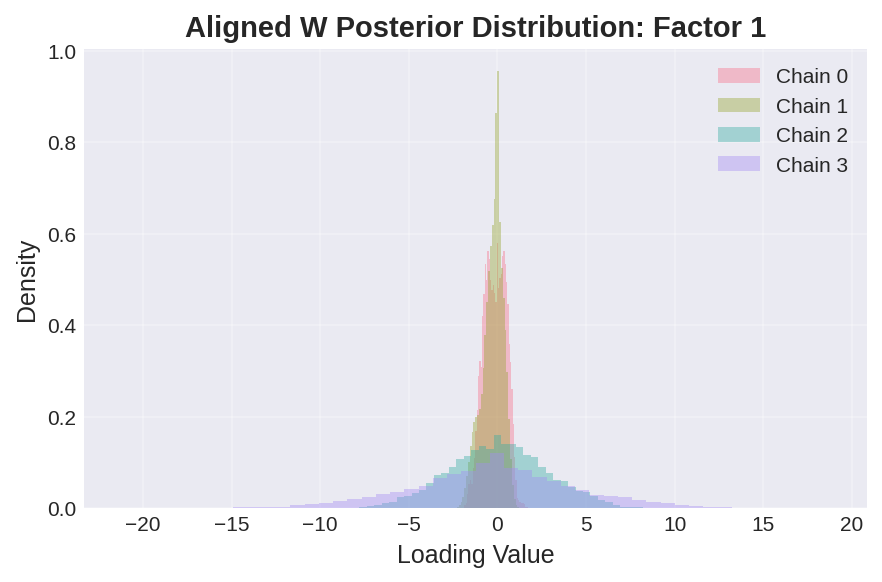 Aligned W Posterior Distribution: Factor 1
1.0
0.8
0.6
0.4
0.2
0.0
Density
Chain 0
Chain 1
Chain 2
Chain 3
−20 −15 −10 −5 0 5 10 15 20
Loading Value